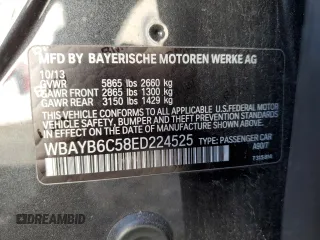 MFD BY BAYERISCHE MOTOREN WERKE AG
10/13
GVWR 5865 lbs 2660 kg
GAWR FRONT 2865 lbs 1300 kg
GAWR REAR 3150 lbs 1429 kg
THIS VEHICLE CONFORMS TO ALL APPLICABLE
U.S. FEDERAL MOTOR VEHICLE SAFETY,
BUMPER AND THEFT PREVENTION STANDARDS
IN EFFECT ON THE DATE OF MANUFACTURE
SHOWN ABOVE.
WBAYB6C58ED224525 TYPE: PASSENGER CAR
A90/T
DREAMBID